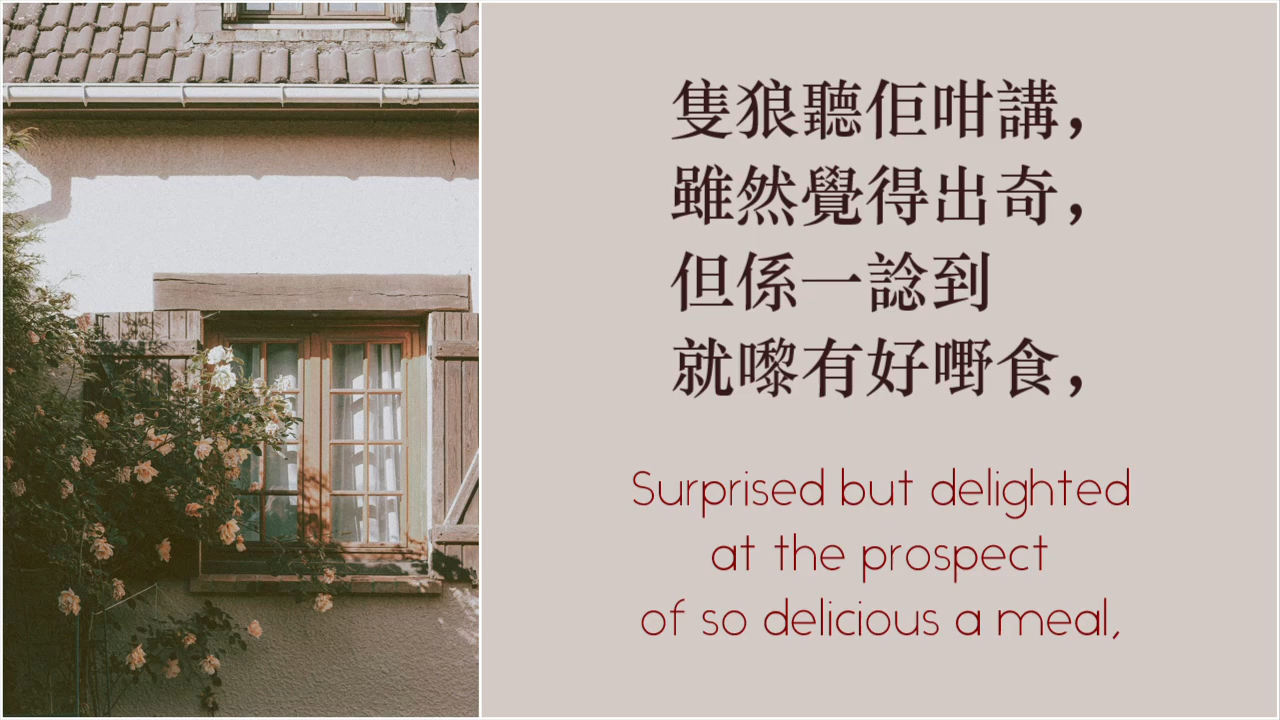 隻狼聽佢咁講，
雖然覺得出奇，
但係一諗到
就嚟有好嘢食，
Surprised but delighted
at the prospect
of so delicious a meal,